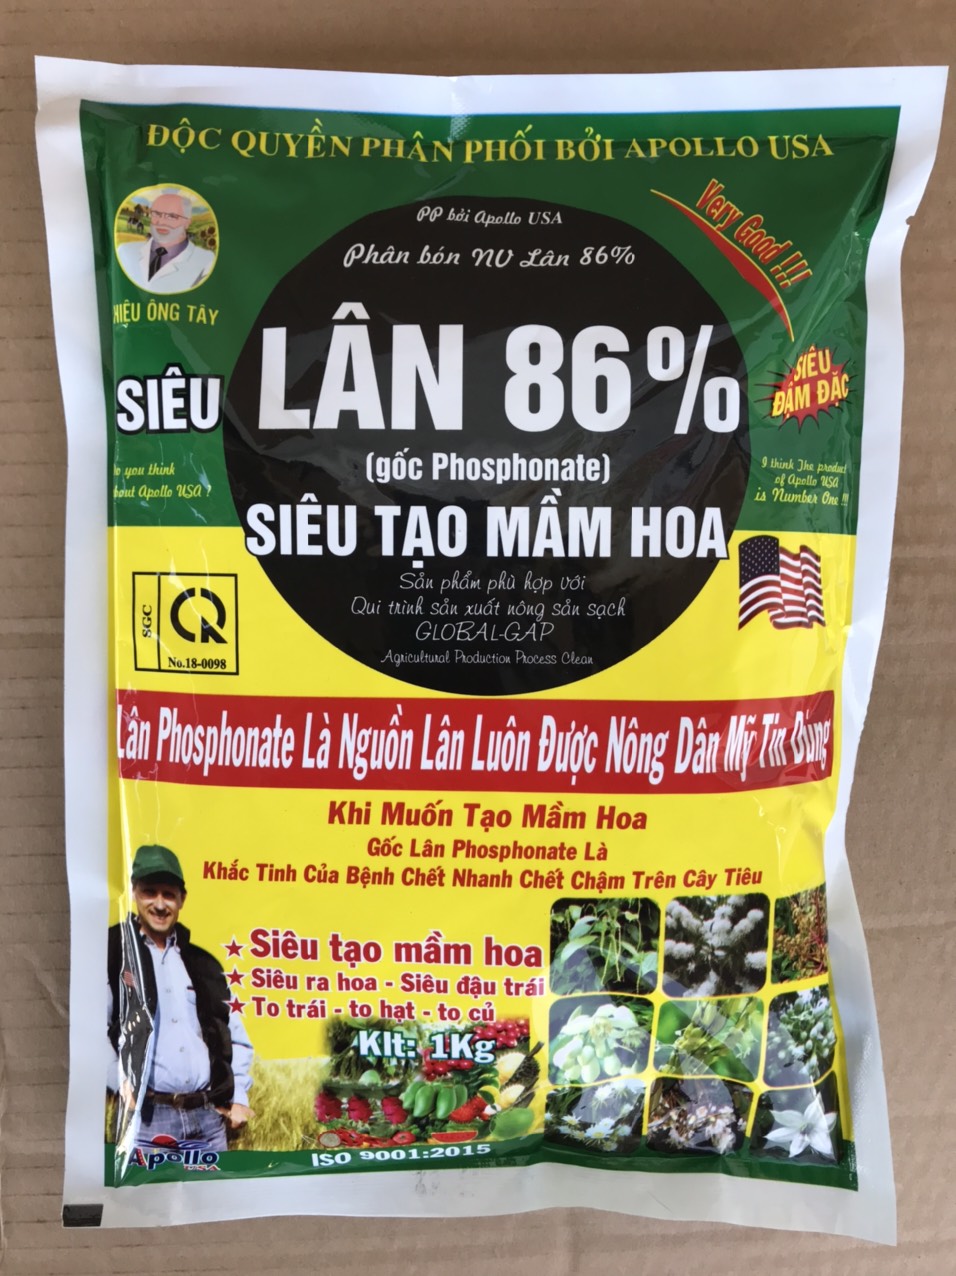 ĐỘC QUYỀN PHÂN PHỐI BỞI APOLLO USA
PP bởi Apollo USA
Phân bón NV Lân 86%
Very Good !!!
HIỆU ÔNG TÂY
SIÊU
LÂN 86%
SIÊU
ĐẬM ĐẶC
(gốc Phosphonate)
you think
Apollo USA ?
I think The product
of Apollo USA
is Number One !!!
SIÊU TẠO MẦM HOA
Sản phẩm phù hợp với
Qui trình sản xuất nông sản sạch
GLOBAL-GAP
Agricultural Production Process Clean
SGC
No.18-0098
Lân Phosphonate Là Nguồn Lân Luôn Được Nông Dân Mỹ Tin Dùng
Khi Muốn Tạo Mầm Hoa
Gốc Lân Phosphonate Là
Khắc Tinh Của Bệnh Chết Nhanh Chết Chậm Trên Cây Tiêu
Siêu tạo mầm hoa
Siêu ra hoa - Siêu đậu trái
To trái - to hạt - to củ
Klt: 1Kg
Apollo
USA
ISO 9001:2015